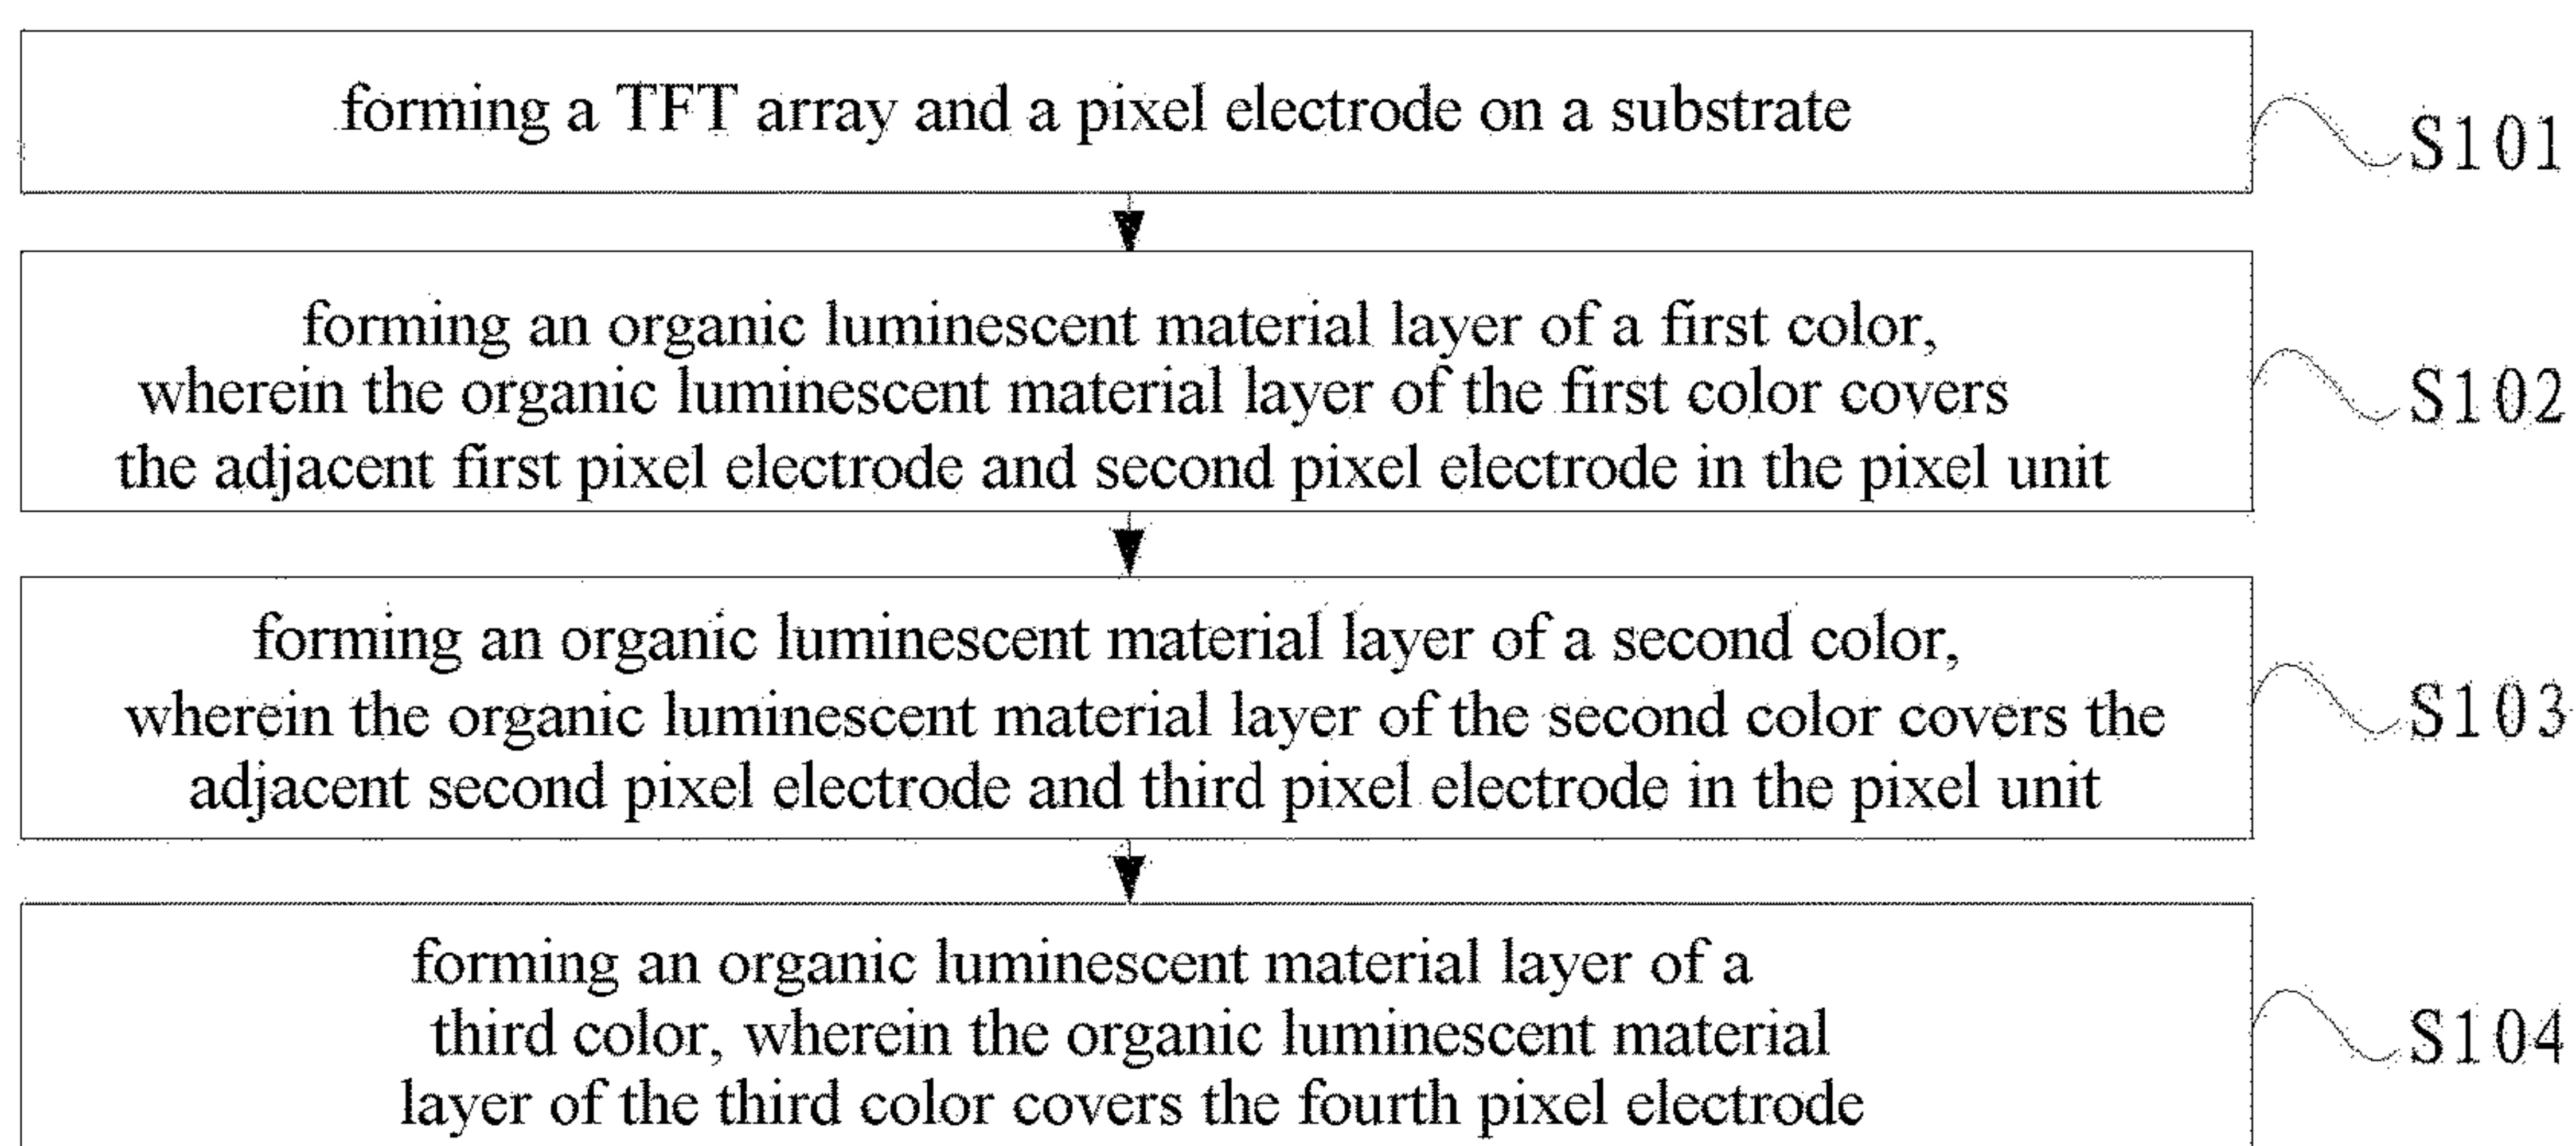 forming a TFT array and a pixel electrode on a substrate
S101
forming an organic luminescent material layer of a first color,
wherein the organic luminescent material layer of the first color covers
the adjacent first pixel electrode and second pixel electrode in the pixel unit
S102
forming an organic luminescent material layer of a second color,
wherein the organic luminescent material layer of the second color covers the
adjacent second pixel electrode and third pixel electrode in the pixel unit
S103
forming an organic luminescent material layer of a
third color, wherein the organic luminescent material
layer of the third color covers the fourth pixel electrode
S104